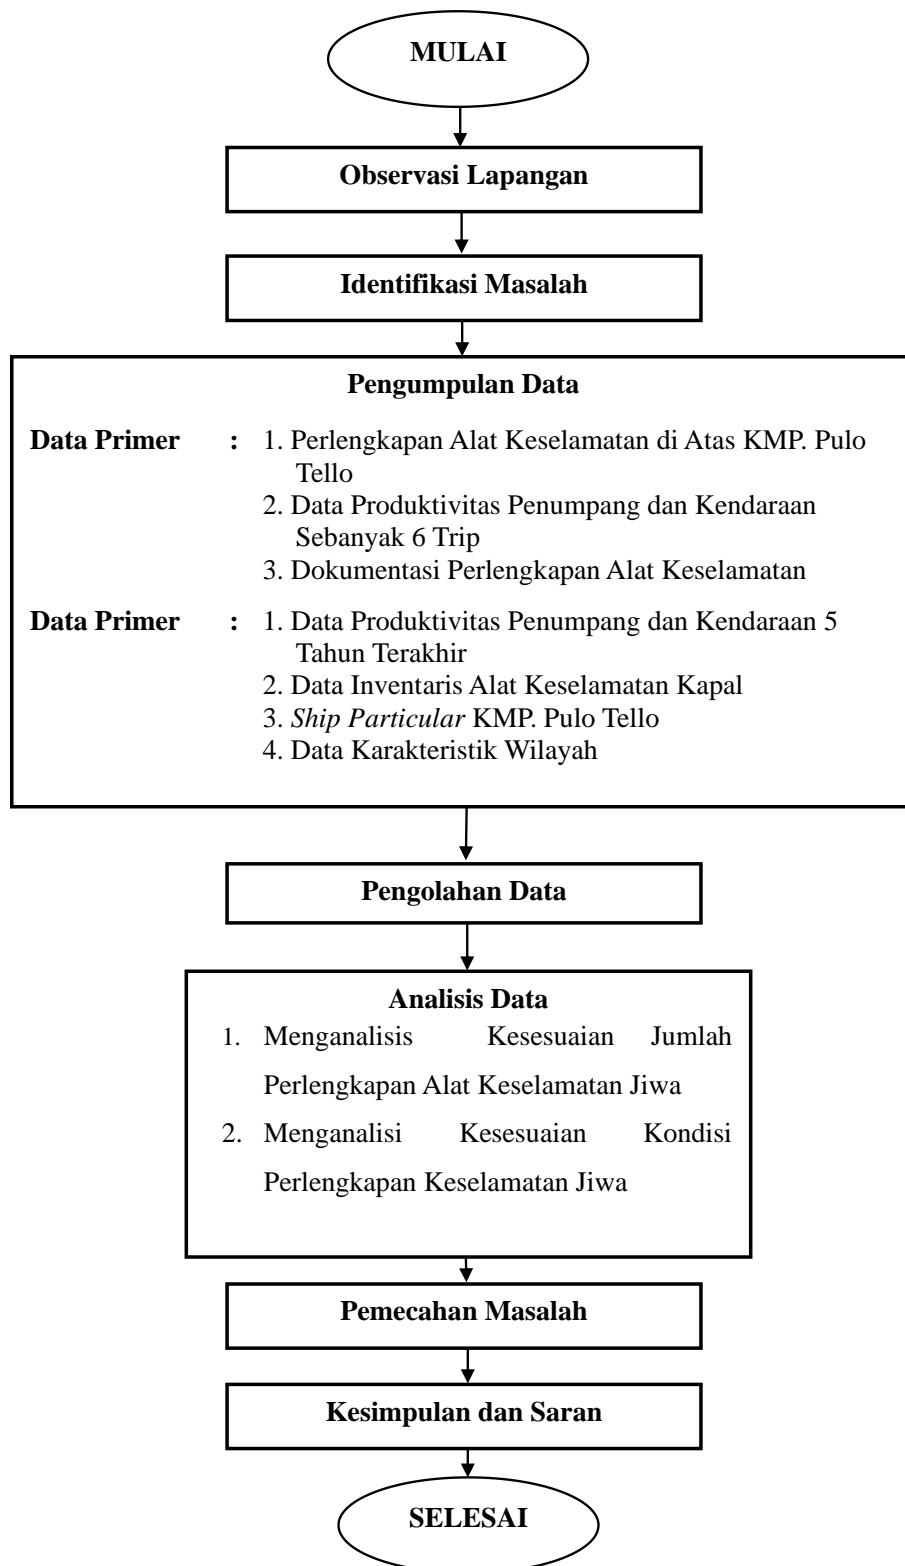 MULAI
Observasi Lapangan
Identifikasi Masalah
Pengumpulan Data
Data Primer : 1. Perlengkapan Alat Keselamatan di Atas KMP. Pulo
Tello
2. Data Produktivitas Penumpang dan Kendaraan
Sebanyak 6 Trip
3. Dokumentasi Perlengkapan Alat Keselamatan
Data Primer : 1. Data Produktivitas Penumpang dan Kendaraan 5
Tahun Terakhir
2. Data Inventaris Alat Keselamatan Kapal
3. Ship Particular KMP. Pulo Tello
4. Data Karakteristik Wilayah
Pengolahan Data
Analisis Data
1. Menganalisis Kesesuaian Jumlah
Perlengkapan Alat Keselamatan Jiwa
2. Menganalisi Kesesuaian Kondisi
Perlengkapan Keselamatan Jiwa
Pemecahan Masalah
Kesimpulan dan Saran
SELESAI